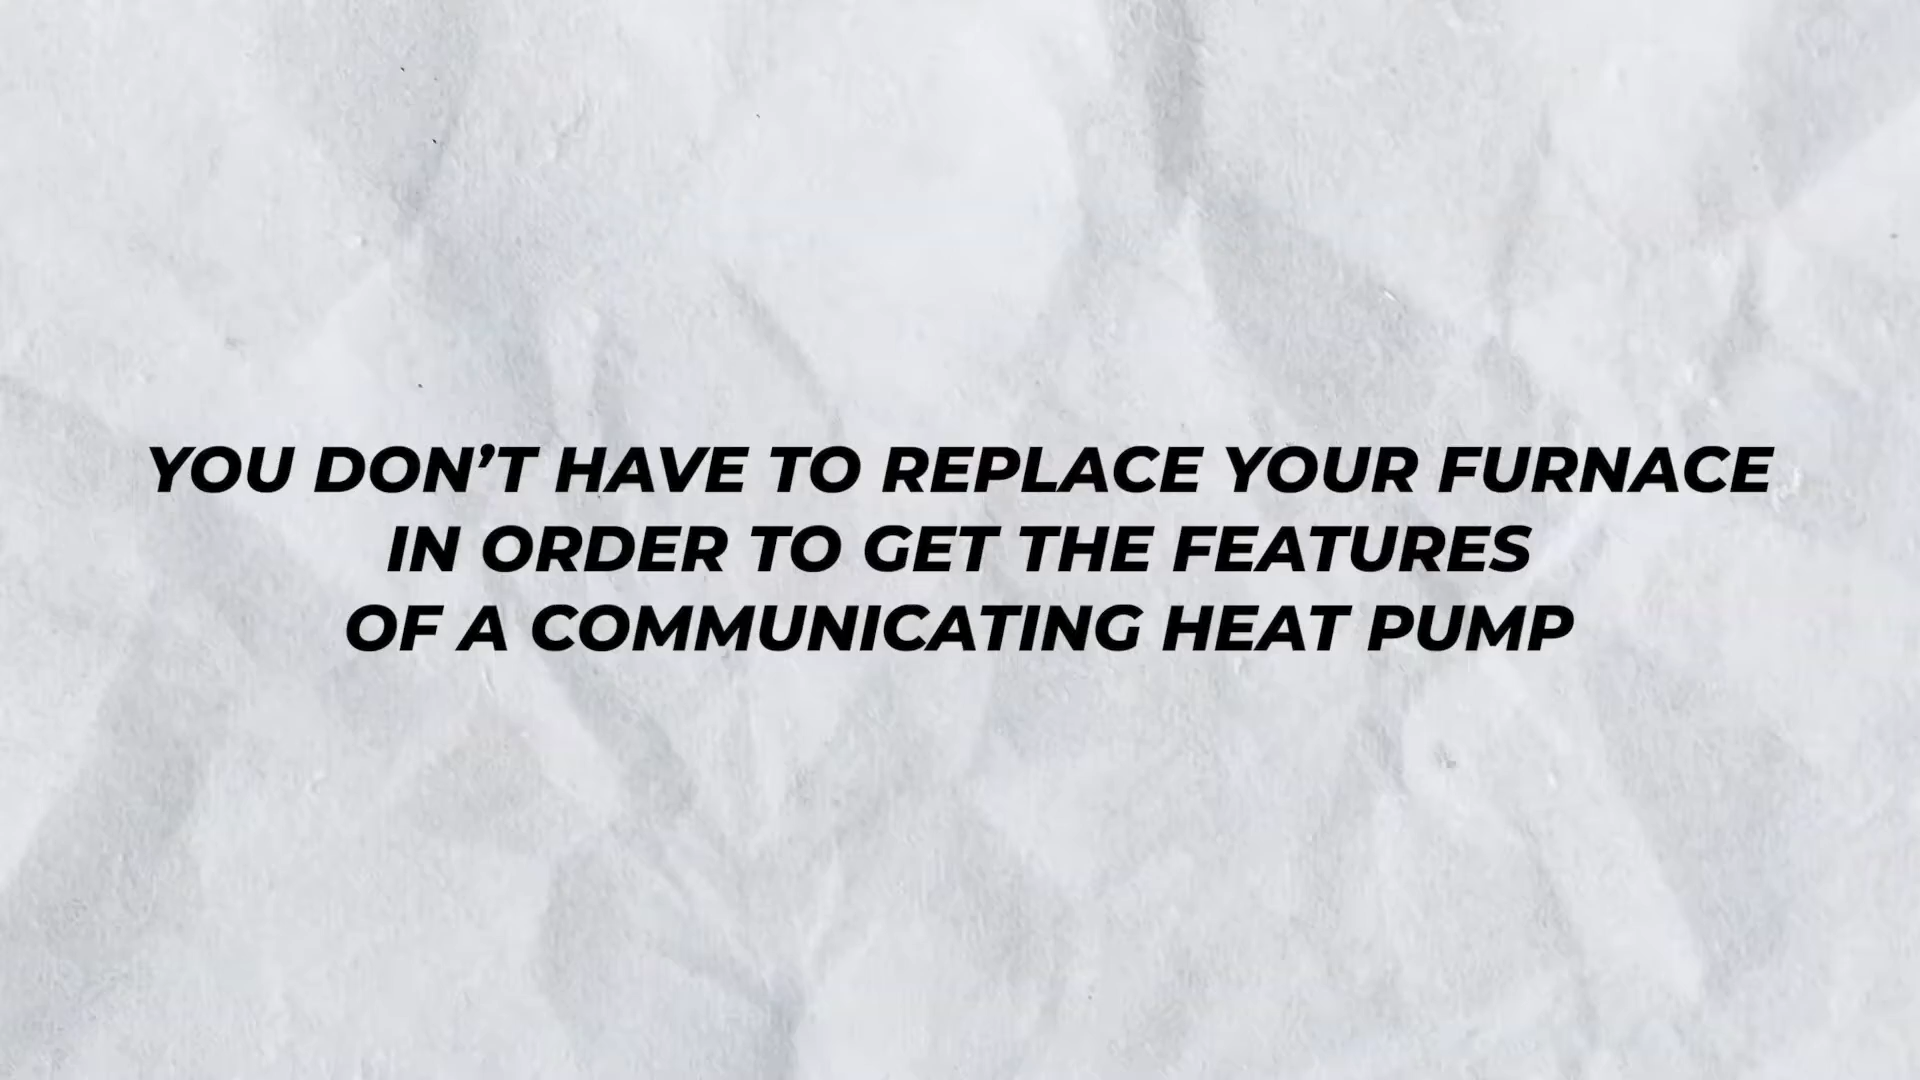 YOU DON’T HAVE TO REPLACE YOUR FURNACE
IN ORDER TO GET THE FEATURES
OF A COMMUNICATING HEAT PUMP